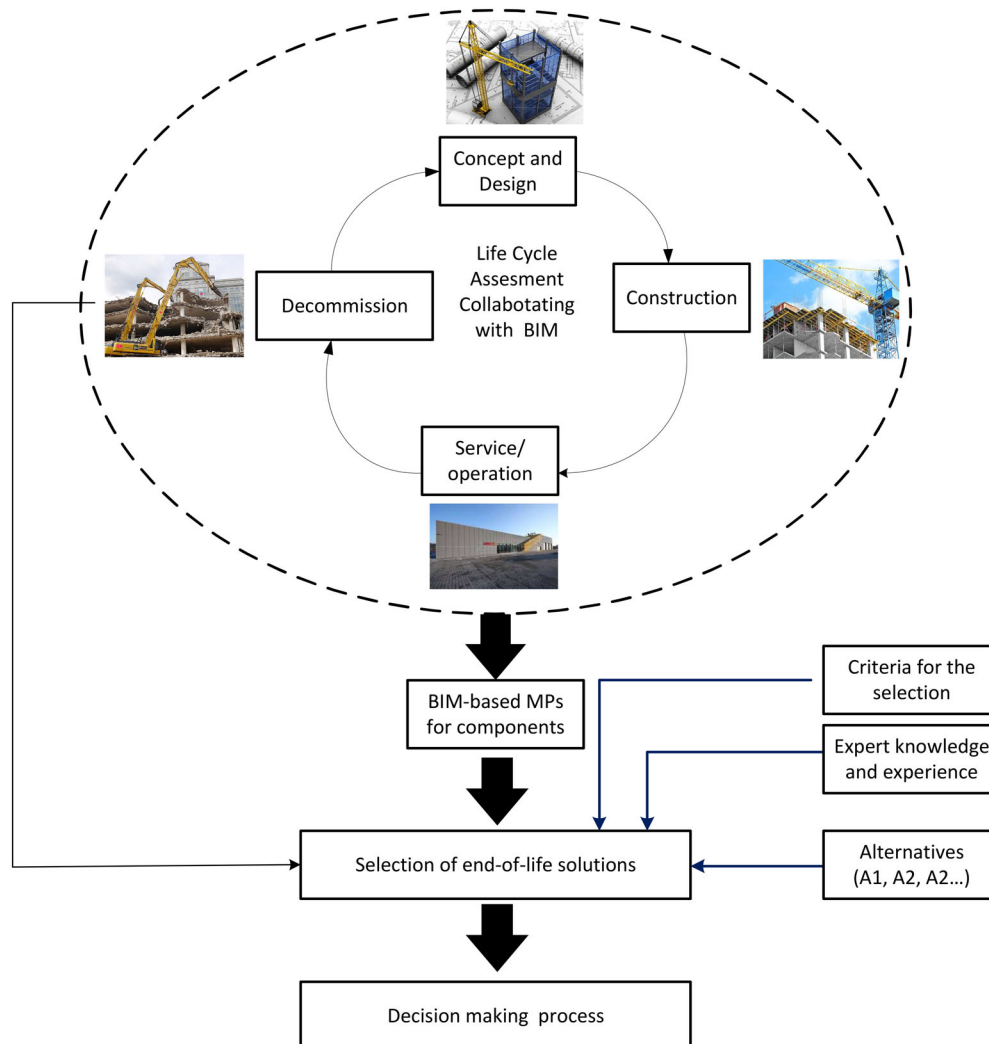 Concept and
Design
Life Cycle
Assesment
Collabotating
with BIM
Decommission
Construction
Service/
operation
BIM-based MPs
for components
Criteria for the
selection
Expert knowledge
and experience
Selection of end-of-life solutions
Alternatives
(A1, A2, A2...)
Decision making process